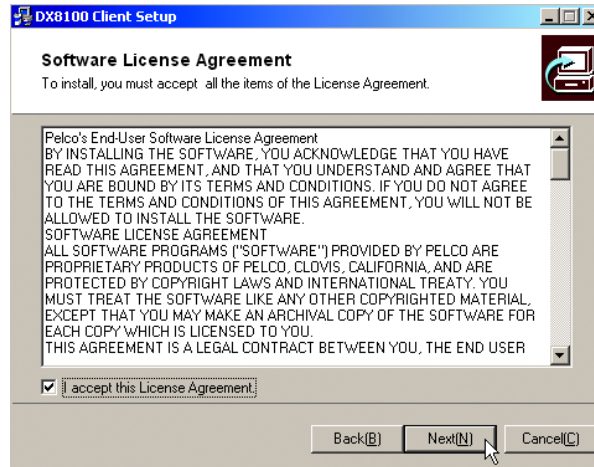 DX8100 Client Setup
Software License Agreement
To install, you must accept all the items of the License Agreement.
Pelco's End-User Software License Agreement
BY INSTALLING THE SOFTWARE, YOU ACKNOWLEDGE THAT YOU HAVE
READ THIS AGREEMENT, AND THAT YOU UNDERSTAND AND AGREE THAT
YOU ARE BOUND BY ITS TERMS AND CONDITIONS. IF YOU DO NOT AGREE
TO THE TERMS AND CONDITIONS OF THIS AGREEMENT, YOU WILL NOT BE
ALLOWED TO INSTALL THE SOFTWARE.
SOFTWARE LICENSE AGREEMENT
ALL SOFTWARE PROGRAMS ("SOFTWARE") PROVIDED BY PELCO ARE
PROPRIETARY PRODUCTS OF PELCO, CLOVIS, CALIFORNIA, AND ARE
PROTECTED BY COPYRIGHT LAWS AND INTERNATIONAL TREATY. YOU
MUST TREAT THE SOFTWARE LIKE ANY OTHER COPYRIGHTED MATERIAL,
EXCEPT THAT YOU MAY MAKE AN ARCHIVAL COPY OF THE SOFTWARE FOR
EACH COPY WHICH IS LICENSED TO YOU.
THIS AGREEMENT IS A LEGAL CONTRACT BETWEEN YOU, THE END USER
I accept this License Agreement.
Back(B) Next(N) Cancel(C)